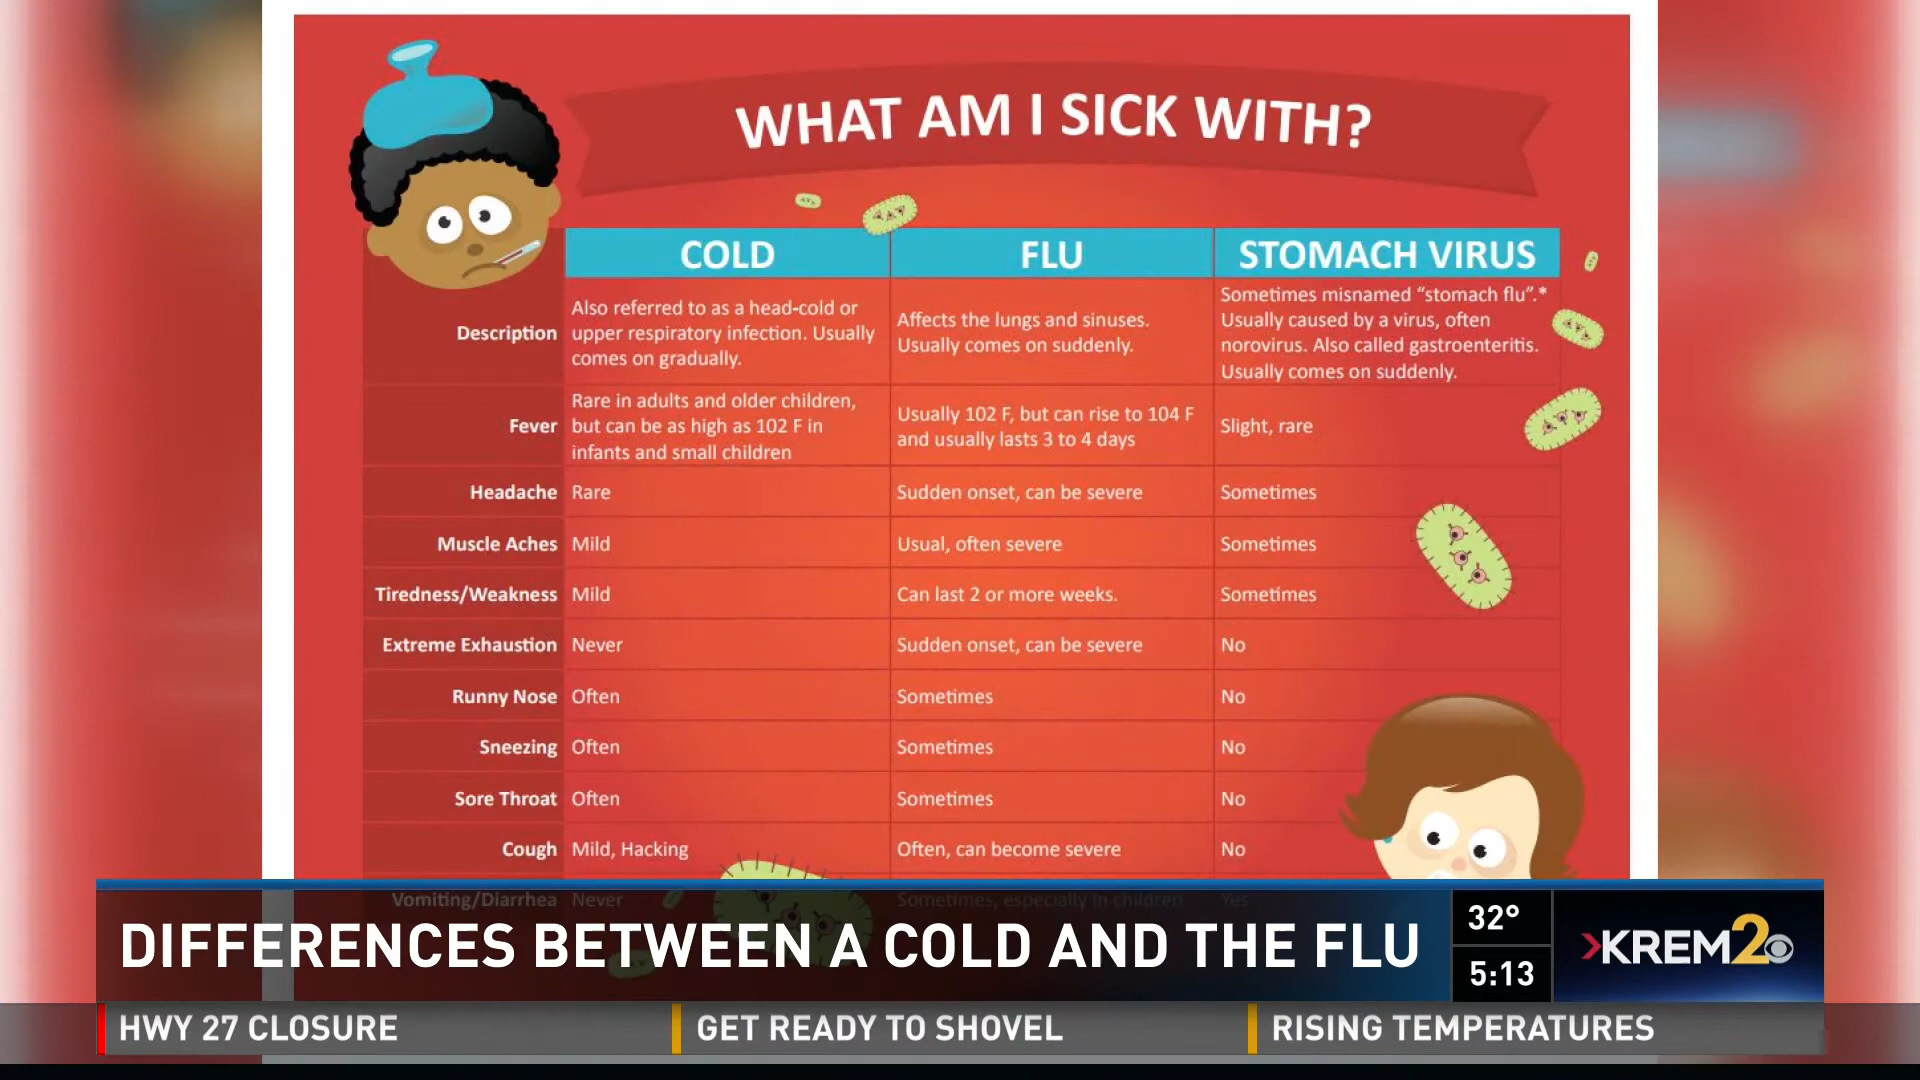 WHAT AM I SICK WITH?
COLD FLU STOMACH VIRUS
Description
Also referred to as a head-cold or
upper respiratory infection. Usually
comes on gradually.
Affects the lungs and sinuses.
Usually comes on suddenly.
Sometimes misnamed “stomach flu”.*
Usually caused by a virus, often
norovirus. Also called gastroenteritis.
Usually comes on suddenly.
Fever
Rare in adults and older children,
but can be as high as 102 F in
infants and small children
Usually 102 F, but can rise to 104 F
and usually lasts 3 to 4 days
Slight, rare
Headache Rare Sudden onset, can be severe Sometimes
Muscle Aches Mild Usual, often severe Sometimes
Tiredness/Weakness Mild Can last 2 or more weeks. Sometimes
Extreme Exhaustion Never Sudden onset, can be severe No
Runny Nose Often Sometimes No
Sneezing Often Sometimes No
Sore Throat Often Sometimes No
Cough Mild, Hacking Often, can become severe No
Vomiting/Diarrhea Never Sometimes, especially in children Yes
DIFFERENCES BETWEEN A COLD AND THE FLU
32°
5:13
KREM2
HWY 27 CLOSURE GET READY TO SHOVEL RISING TEMPERATURES